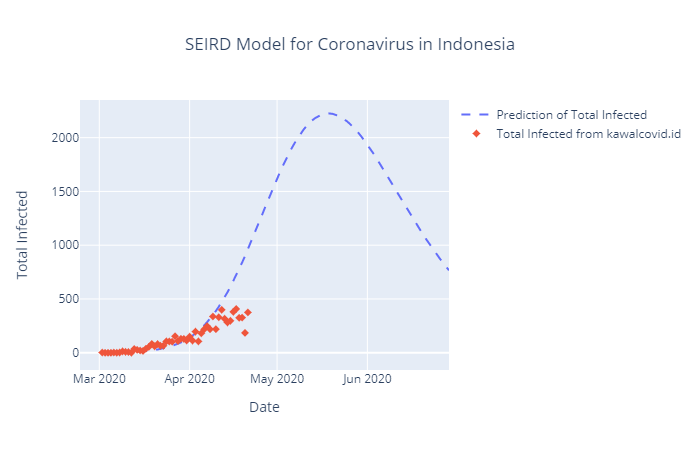 SEIRD Model for Coronavirus in Indonesia
Prediction of Total Infected
Total Infected from kawalcovid.id
Total Infected
2000
1500
1000
500
0
Mar 2020
Apr 2020
May 2020
Jun 2020
Date